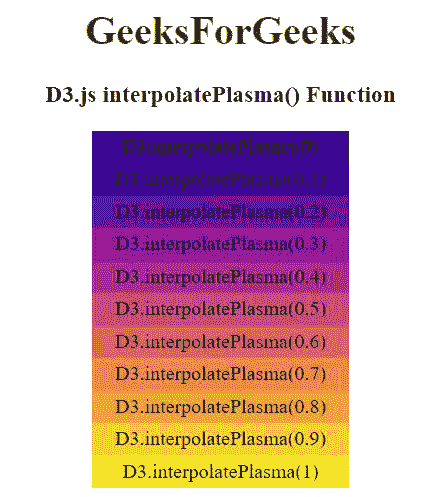 GeeksForGeeks
D3.js interpolatePlasma() Function
D3.interpolatePlasma(0)
D3.interpolatePlasma(0.1)
D3.interpolatePlasma(0.2)
D3.interpolatePlasma(0.3)
D3.interpolatePlasma(0.4)
D3.interpolatePlasma(0.5)
D3.interpolatePlasma(0.6)
D3.interpolatePlasma(0.7)
D3.interpolatePlasma(0.8)
D3.interpolatePlasma(0.9)
D3.interpolatePlasma(1)